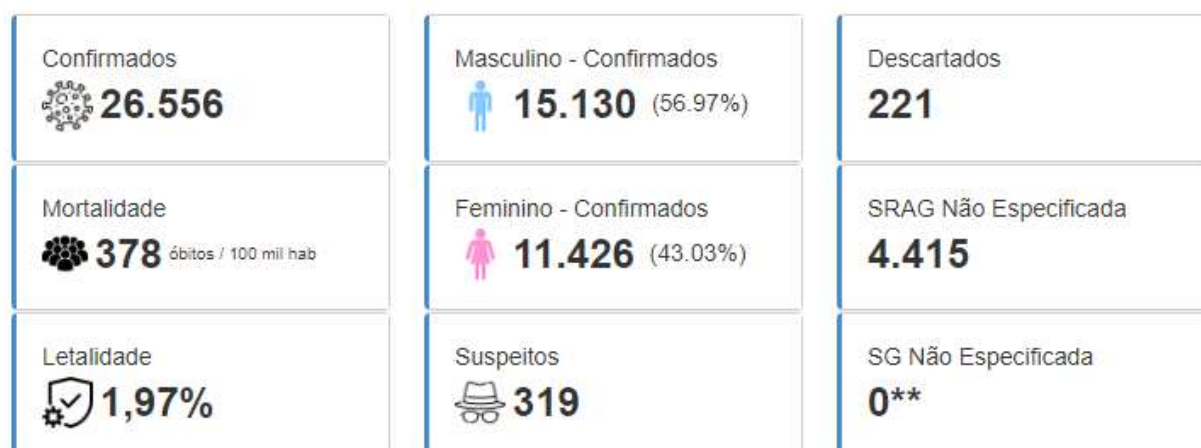 Confirmados
26.556
Masculino - Confirmados
15.130 (56.97%)
Descartados
221
Mortalidade
378 óbitos / 100 mil hab
Feminino - Confirmados
11.426 (43.03%)
SRAG Não Especificada
4.415
Letalidade
1,97%
Suspeitos
319
SG Não Especificada
0**